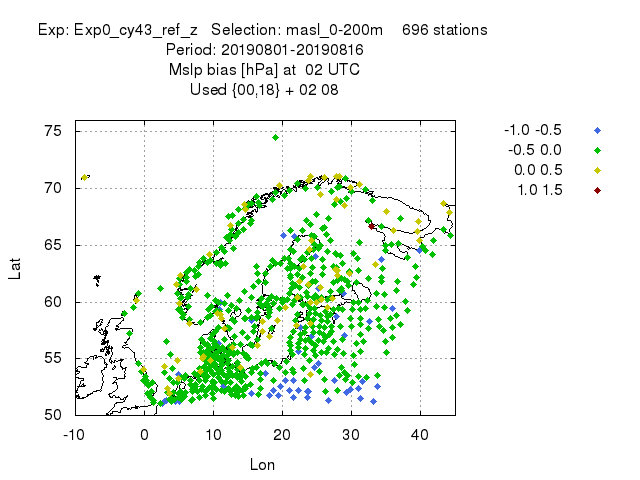 Exp: Exp0_cy43_ref_z Selection: masl_0-200m 696 stations
Period: 20190801-20190816
Mslp bias [hPa] at 02 UTC
Used {00,18} + 02 08
-1.0 -0.5
-0.5 0.0
0.0 0.5
1.0 1.5
75
70
65
60
55
50
Lat
-10 0 10 20 30 40
Lon